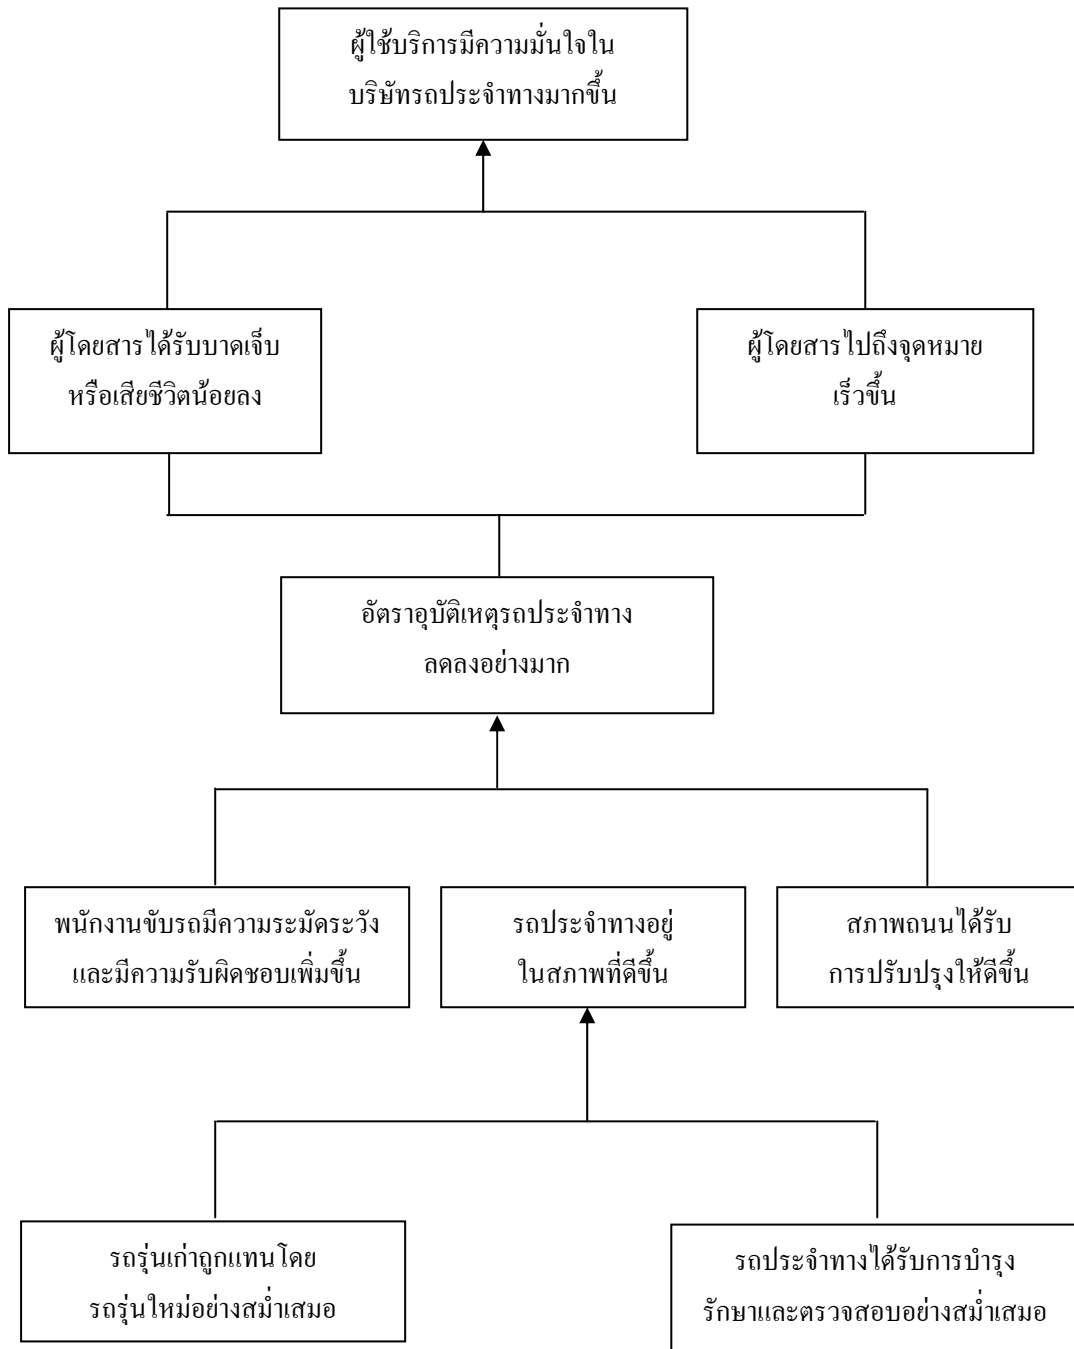 ผู้ใช้บริการมีความมั่นใจใน
บริษัทรถประจำทางมากขึ้น
ผู้โดยสารได้รับบาดเจ็บ
หรือเสียชีวิตน้อยลง
ผู้โดยสารไปถึงจุดหมาย
เร็วขึ้น
อัตราอุบัติเหตุรถประจำทาง
ลดลงอย่างมาก
พนักงานขับรถมีความระมัดระวัง
และมีความรับผิดชอบเพิ่มขึ้น
รถประจำทางอยู่
ในสภาพที่ดีขึ้น
สภาพถนนได้รับ
การปรับปรุงให้ดีขึ้น
รถรุ่นเก่าถูกแทนโดย
รถรุ่นใหม่อย่างสม่ำเสมอ
รถประจำทางได้รับการบำรุง
รักษาและตรวจสอบอย่างสม่ำเสมอ